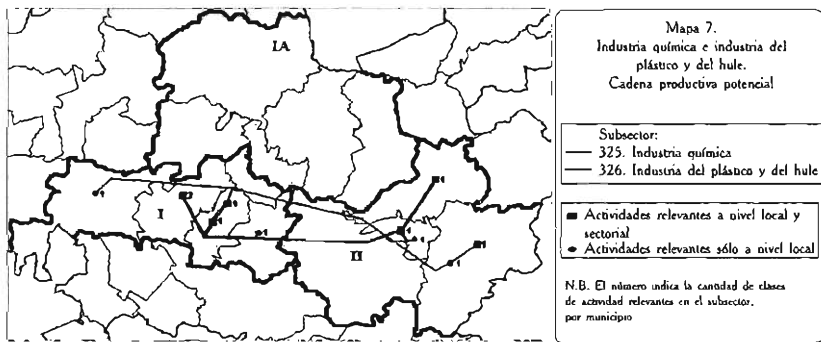 IA
I
II
Mapa 7.
Industria química e industria del
plástico y del hule.
Cadena productiva potencial
Subsector:
325. Industria química
326. Industria del plástico y del hule
Actividades relevantes a nivel local y
sectorial
Actividades relevantes sólo a nivel local
N.B. El número indica la cantidad de clases
de actividad relevantes en el subsector,
por municipio